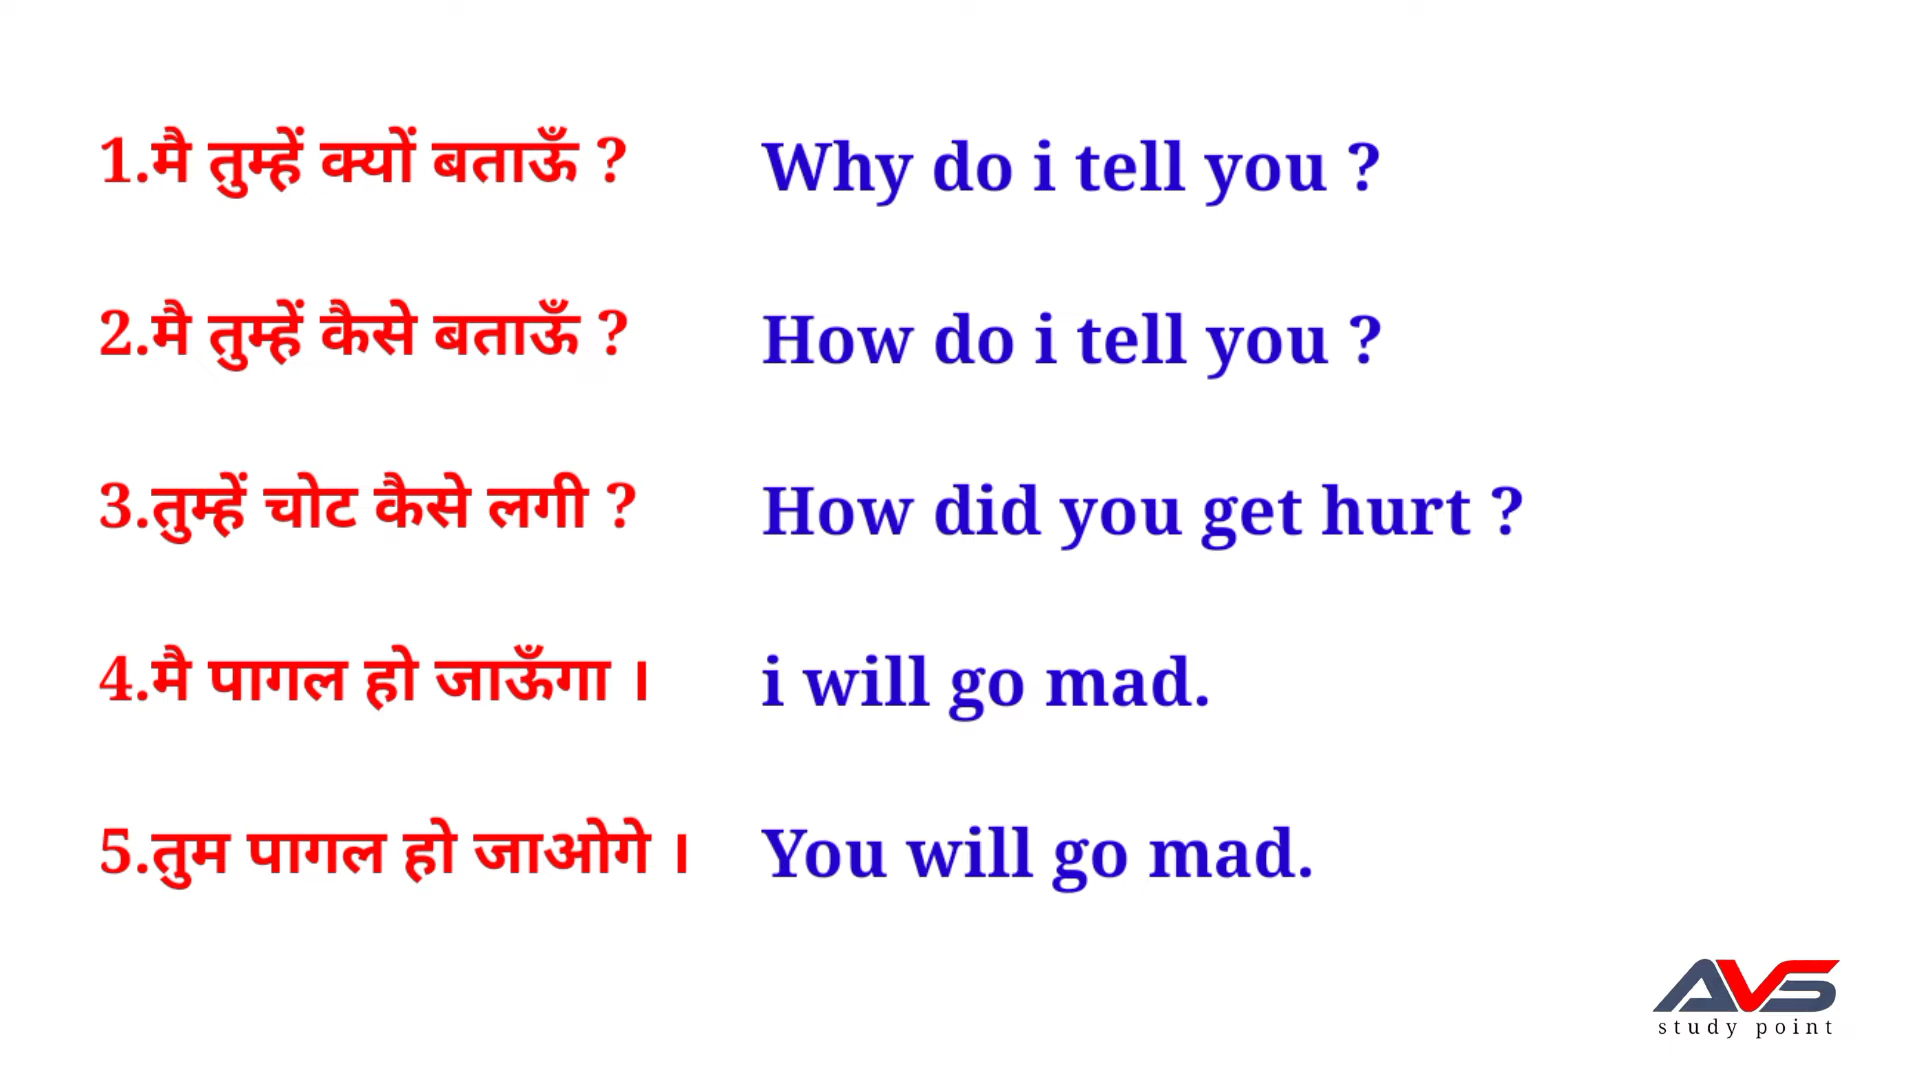 1.मै तुम्हें क्यों बताऊँ ? Why do i tell you ?
2.मै तुम्हें कैसे बताऊँ ? How do i tell you ?
3.तुम्हें चोट कैसे लगी ? How did you get hurt ?
4.मै पागल हो जाऊँगा । i will go mad.
5.तुम पागल हो जाओगे । You will go mad.
AVS
study point